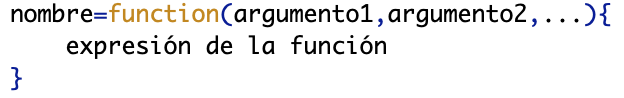 nombre=function(argumento1,argumento2,...){
    expresión de la función
}